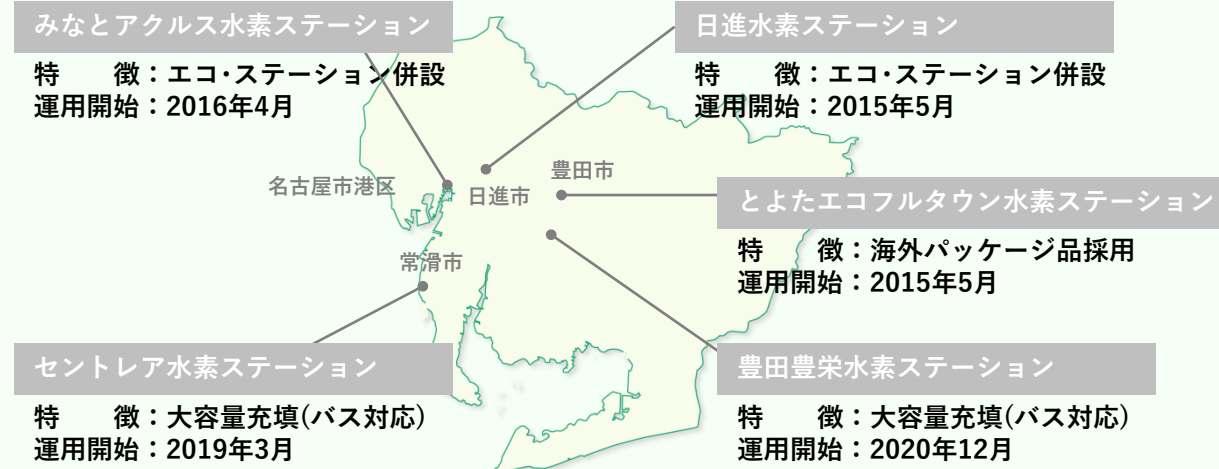 みなとアクルス水素ステーション
特　　徴：エコ･ステーション併設
運用開始：2016年4月
日進水素ステーション
特　　徴：エコ･ステーション併設
運用開始：2015年5月
名古屋市港区
日進市
豊田市
常滑市
とよたエコフルタウン水素ステーション
特　　徴：海外パッケージ品採用
運用開始：2015年5月
セントレア水素ステーション
特　　徴：大容量充填(バス対応)
運用開始：2019年3月
豊田豊栄水素ステーション
特　　徴：大容量充填(バス対応)
運用開始：2020年12月